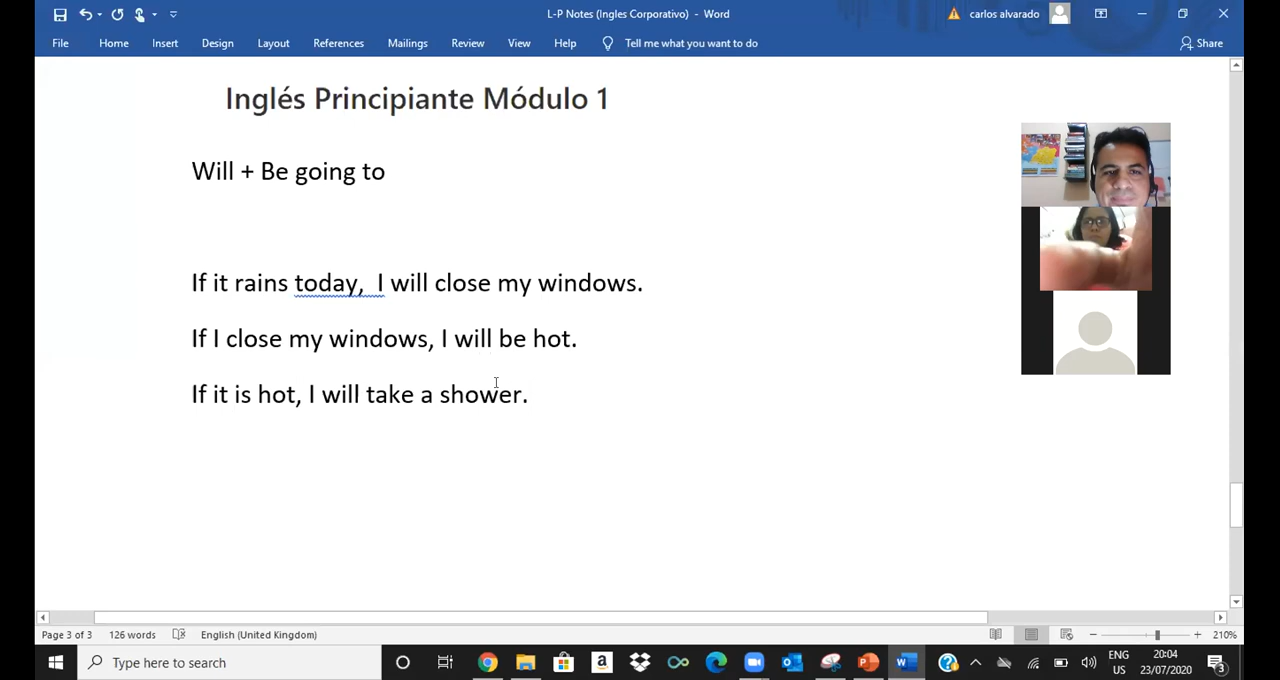 L-P Notes (Ingles Corporativo) - Word
carlos alvarado
File Home Insert Design Layout References Mailings Review View Help Tell me what you want to do Share
Inglés Principiante Módulo 1
Will + Be going to
If it rains today,  I will close my windows.
If I close my windows, I will be hot.
If it is hot, I will take a shower.
Page 3 of 3 126 words English (United Kingdom) 210%
Type here to search
ENG 20:04
US 23/07/2020 3